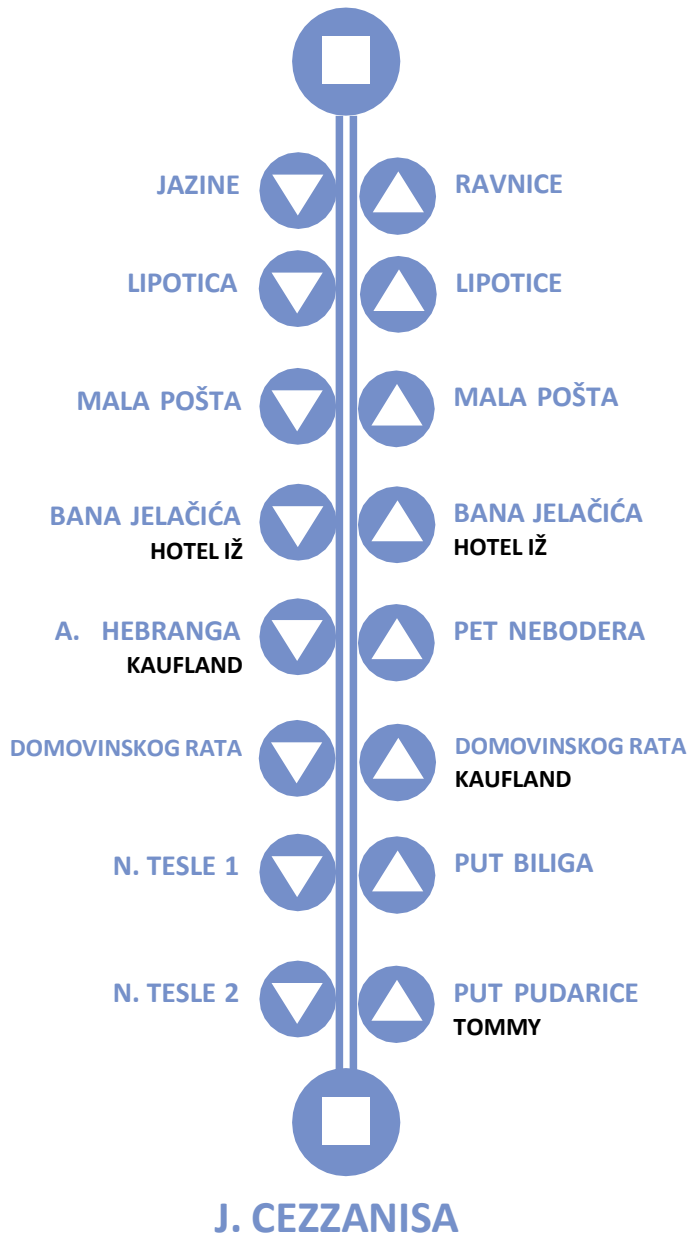 JAZINE
RAVNICE
LIPOTICA
LIPOTICE
MALA POŠTA
MALA POŠTA
BANA JELAČIĆA
HOTEL IŽ
BANA JELAČIĆA
HOTEL IŽ
A. HEBRANGA
KAUFLAND
PET NEBODERA
DOMOVINSKOG RATA
DOMOVINSKOG RATA
KAUFLAND
N. TESLE 1
PUT BILIGA
N. TESLE 2
PUT PUDARICE
TOMMY
J. CEZZANISA